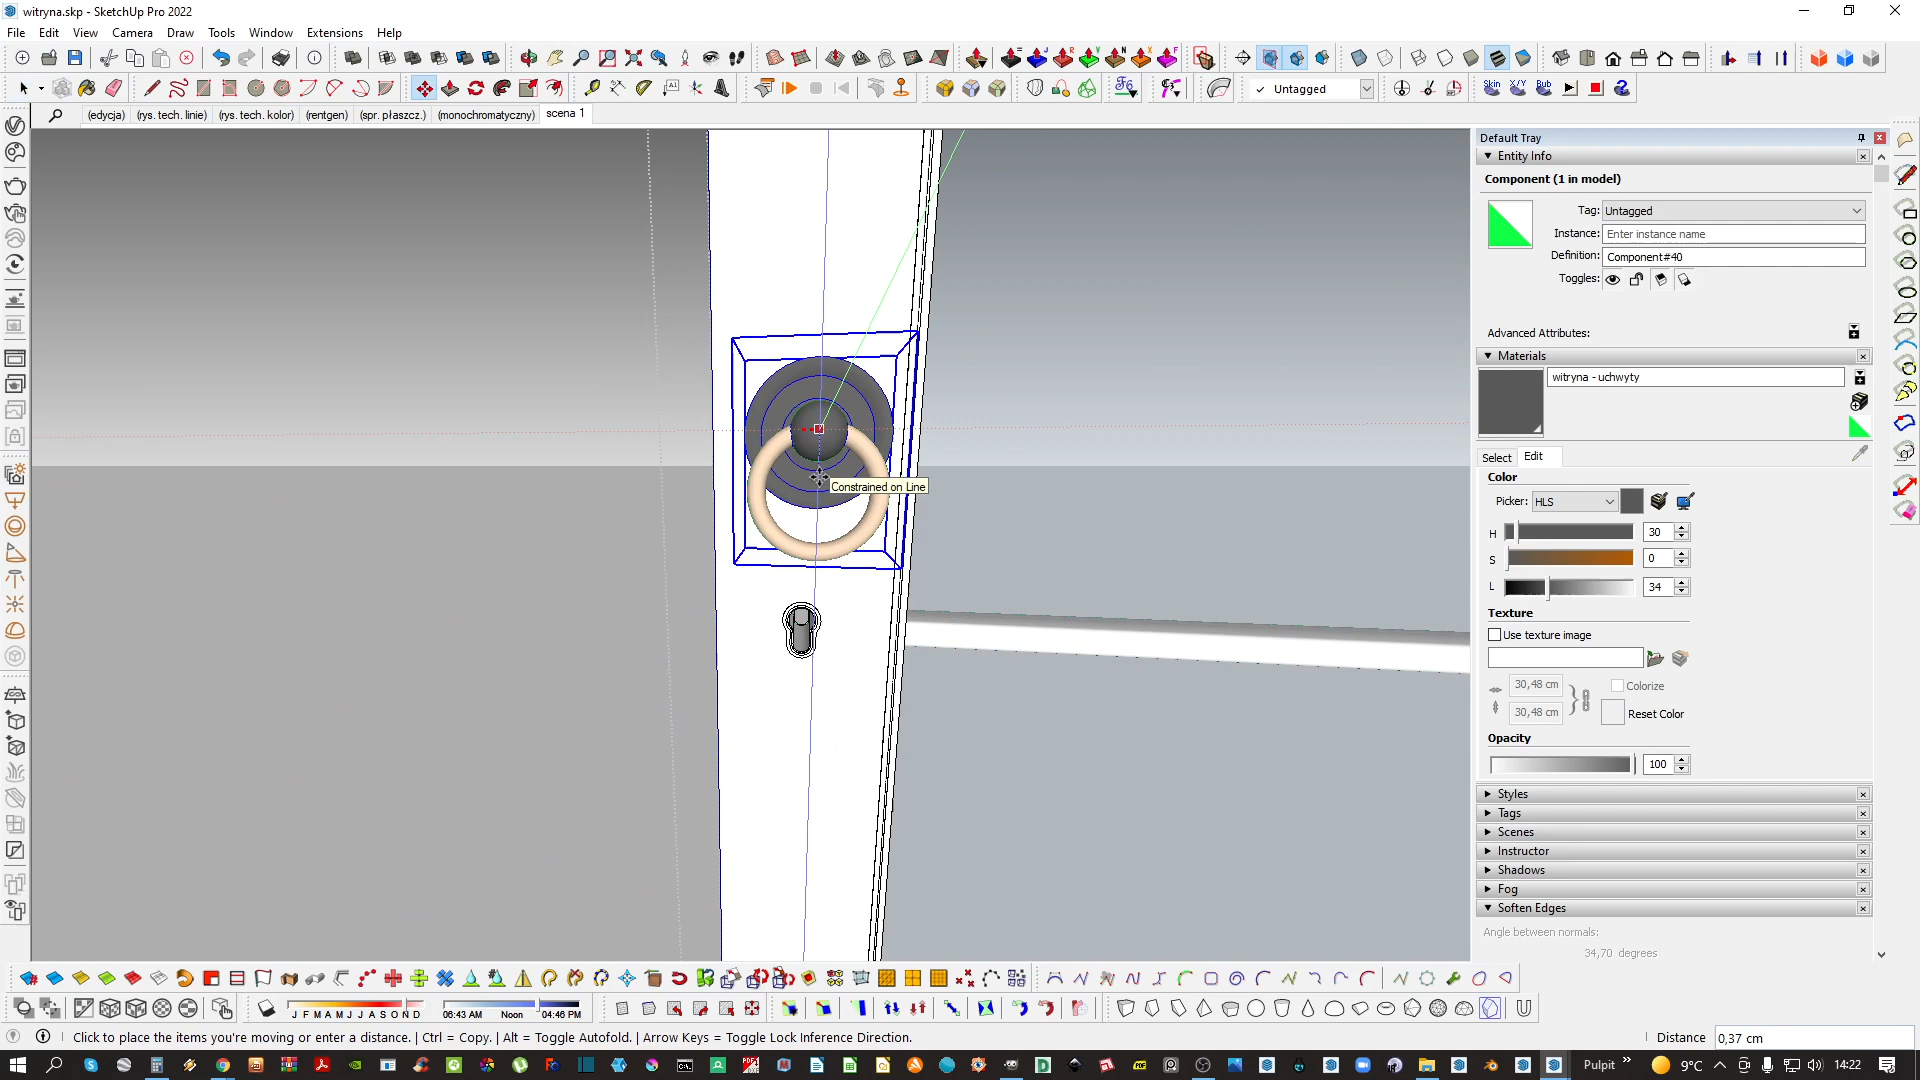 witryna.skp - SketchUp Pro 2022
File Edit View Camera Draw Tools Window Extensions Help
Untagged
Skin X/Y Bub
(edycja) (rys. tech. linie) (rys. tech. kolor) (rentgen) (spr. płaszcz.) (monochromatyczny) scena 1
Default Tray
Entity Info
Component (1 in model)
Tag: Untagged
Instance: Enter instance name
Definition: Component#40
Toggles:
Advanced Attributes:
Materials
witryna - uchwyty
Select Edit
Color
Picker: HLS
H 30
S 0
L 34
Texture
Use texture image
30,48 cm
Colorize
30,48 cm
Reset Color
Opacity
100
Styles
Tags
Scenes
Instructor
Shadows
Fog
Soften Edges
Angle between normals:
34,70 degrees
Constrained on Line
J F M A M J J A S O N D 06:43 AM Noon 04:46 PM
Click to place the items you're moving or enter a distance. | Ctrl = Copy. | Alt = Toggle Autofold. | Arrow Keys = Toggle Lock Inference Direction.
Distance 0,37 cm
Pulpit 9°C 14:22